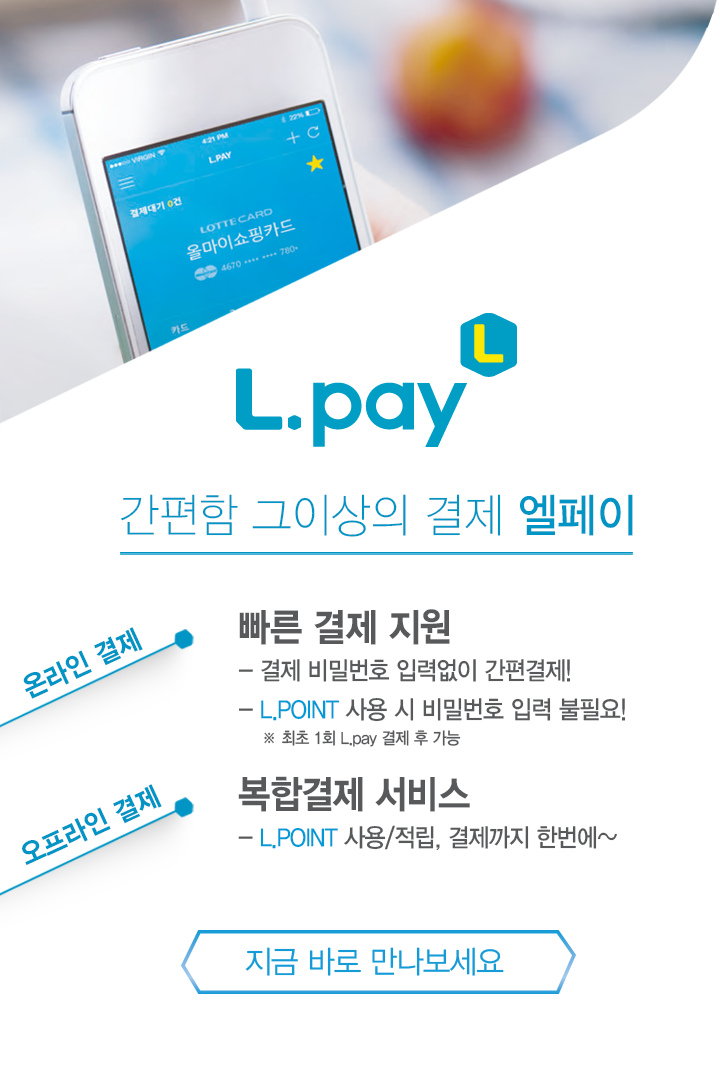 VIRGIN 4:21 PM 22%
L.PAY
결제대기 0건
LOTTE CARD
올마이쇼핑카드
4670 •••• •••• 780•
카드
L
L.pay
간편함 그이상의 결제 엘페이
온라인 결제
빠른 결제 지원
- 결제 비밀번호 입력없이 간편결제!
- L.POINT 사용 시 비밀번호 입력 불필요!
※ 최초 1회 L.pay 결제 후 가능
오프라인 결제
복합결제 서비스
- L.POINT 사용/적립, 결제까지 한번에~
지금 바로 만나보세요